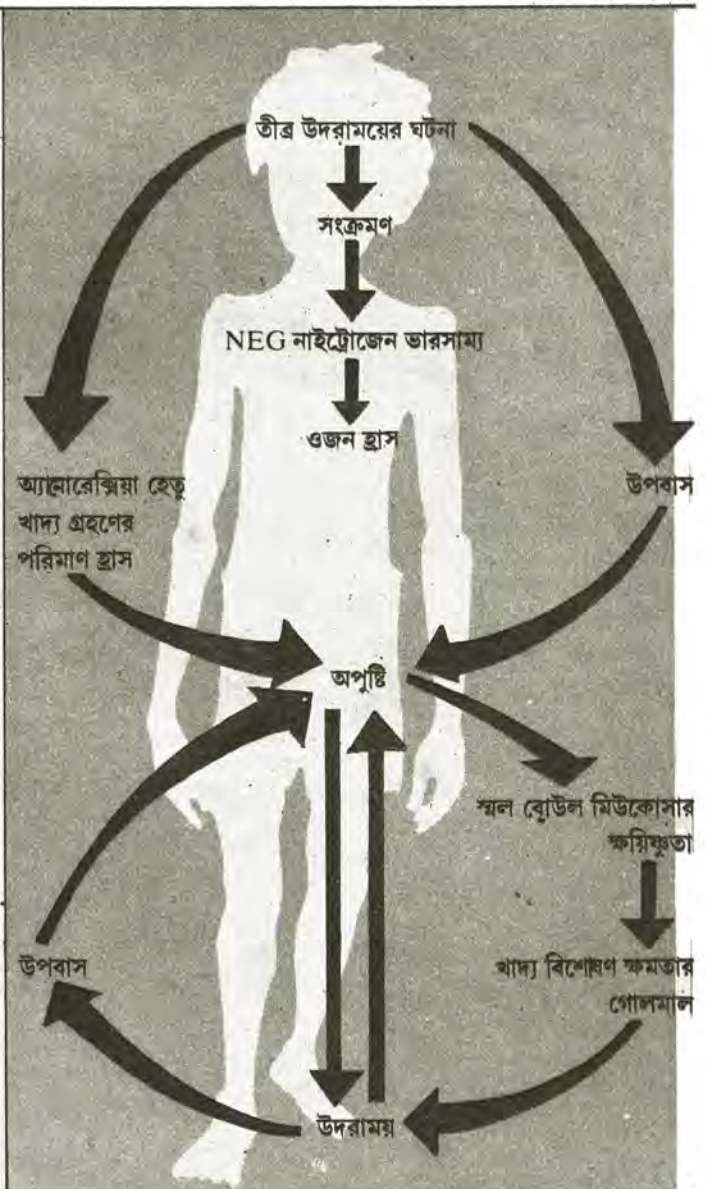 তীব্র উদরাময়ের ঘটনা
সংক্রমণ
NEG নাইট্রোজেন ভারসাম্য
ওজন হ্রাস
অ্যানোরেক্সিয়া হেতু
খাদ্য গ্রহণের
পরিমাণ হ্রাস
উপবাস
অপুষ্টি
স্মল বোউল মিউকোসার
ক্ষয়িষ্ণুতা
উপবাস
খাদ্য বিশোষণ ক্ষমতার
গোলমাল
উদরাময়